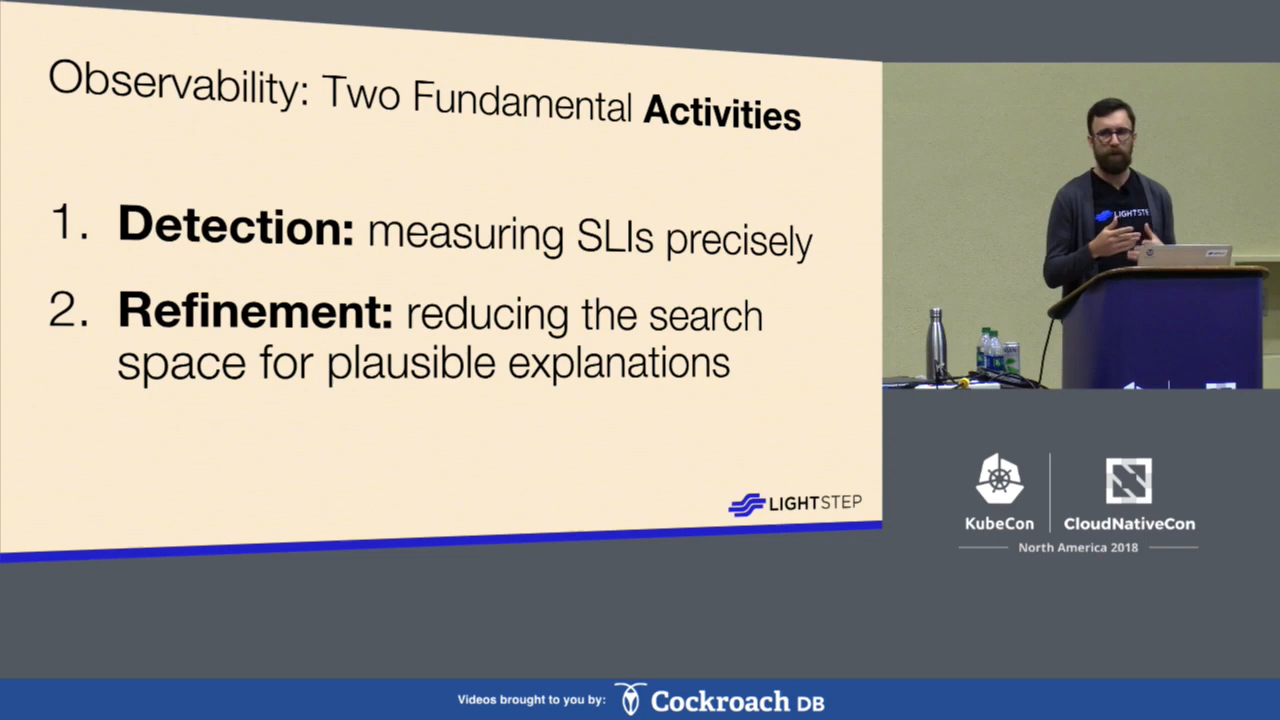 Observability: Two Fundamental Activities
1. Detection: measuring SLIs precisely
2. Refinement: reducing the search
space for plausible explanations
LIGHTSTEP
LIGHTSTE
KubeCon
CloudNativeCon
North America 2018
Videos brought to you by: Cockroach DB